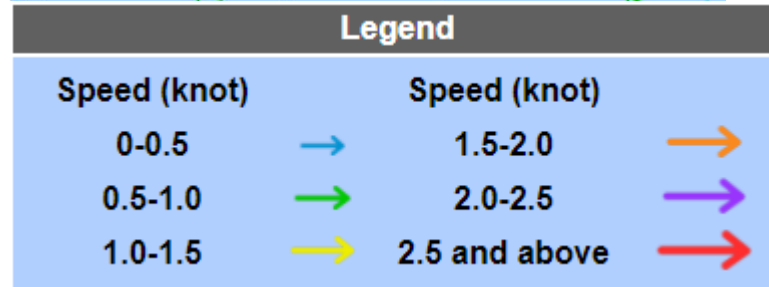 Legend
Speed (knot) Speed (knot)
0-0.5 1.5-2.0
0.5-1.0 2.0-2.5
1.0-1.5 2.5 and above